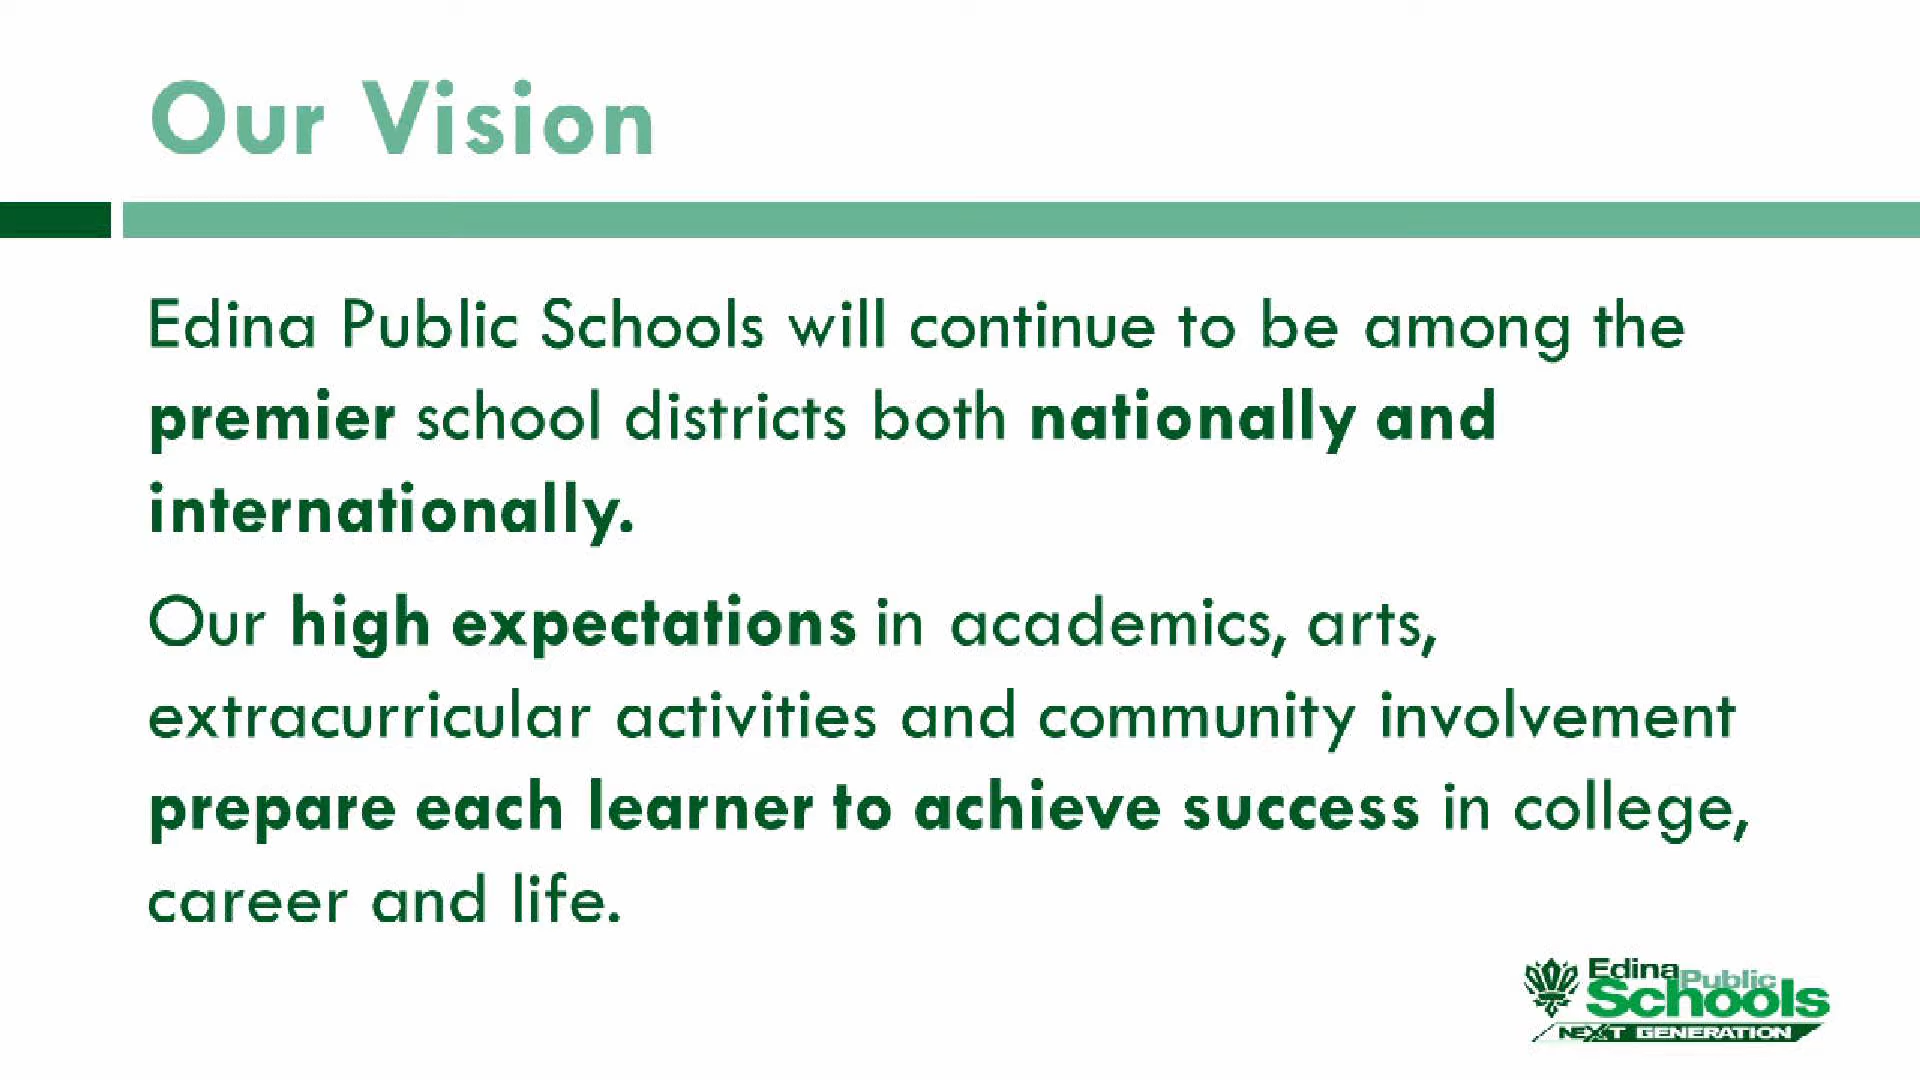 Our Vision
Edina Public Schools will continue to be among the
premier school districts both nationally and
internationally.
Our high expectations in academics, arts,
extracurricular activities and community involvement
prepare each learner to achieve success in college,
career and life.
Edina Public
Schools
NEXT GENERATION